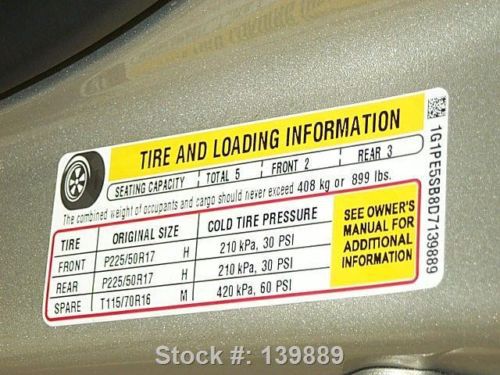 TIRE AND LOADING INFORMATION
SEATING CAPACITY TOTAL 5 FRONT 2 REAR 3
The combined weight of occupants and cargo should never exceed 408 kg or 899 lbs.
TIRE ORIGINAL SIZE COLD TIRE PRESSURE
FRONT P225/50R17 H 210 kPa, 30 PSI
REAR P225/50R17 H 210 kPa, 30 PSI
SPARE T115/70R16 M 420 kPa, 60 PSI
SEE OWNER'S
MANUAL FOR
ADDITIONAL
INFORMATION
1G1PE5SB8D7139889
Stock #: 139889